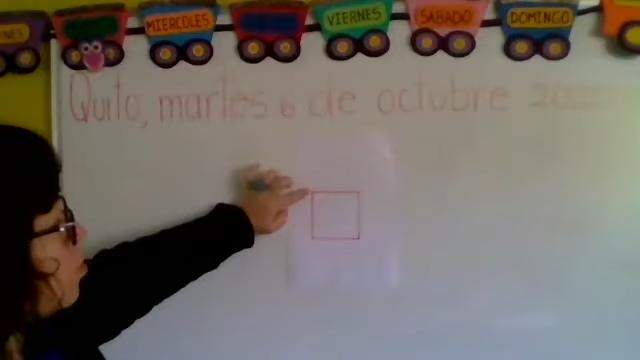 MIERCOLES VIERNES SABADO DOMINGO
Quito, martes 6 de octubre